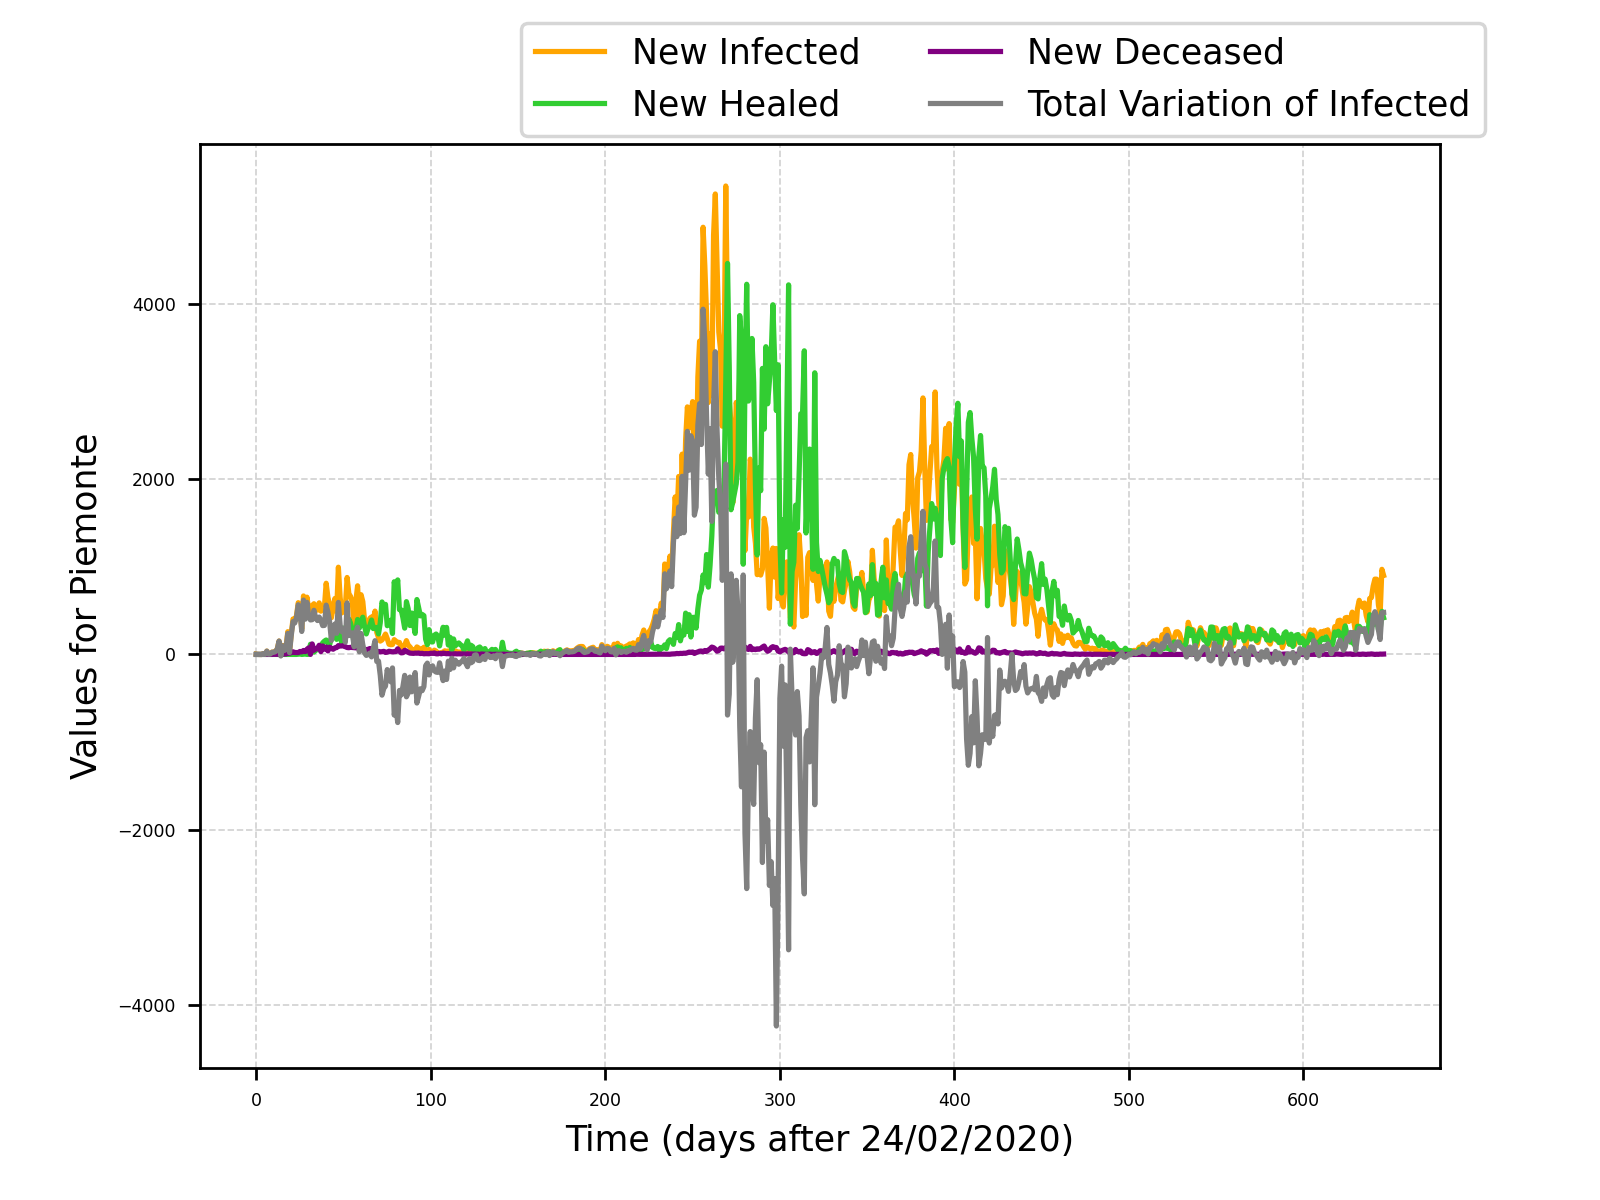 New Infected
New Healed
New Deceased
Total Variation of Infected
Values for Piemonte
4000
2000
0
−2000
−4000
0 100 200 300 400 500 600
Time (days after 24/02/2020)